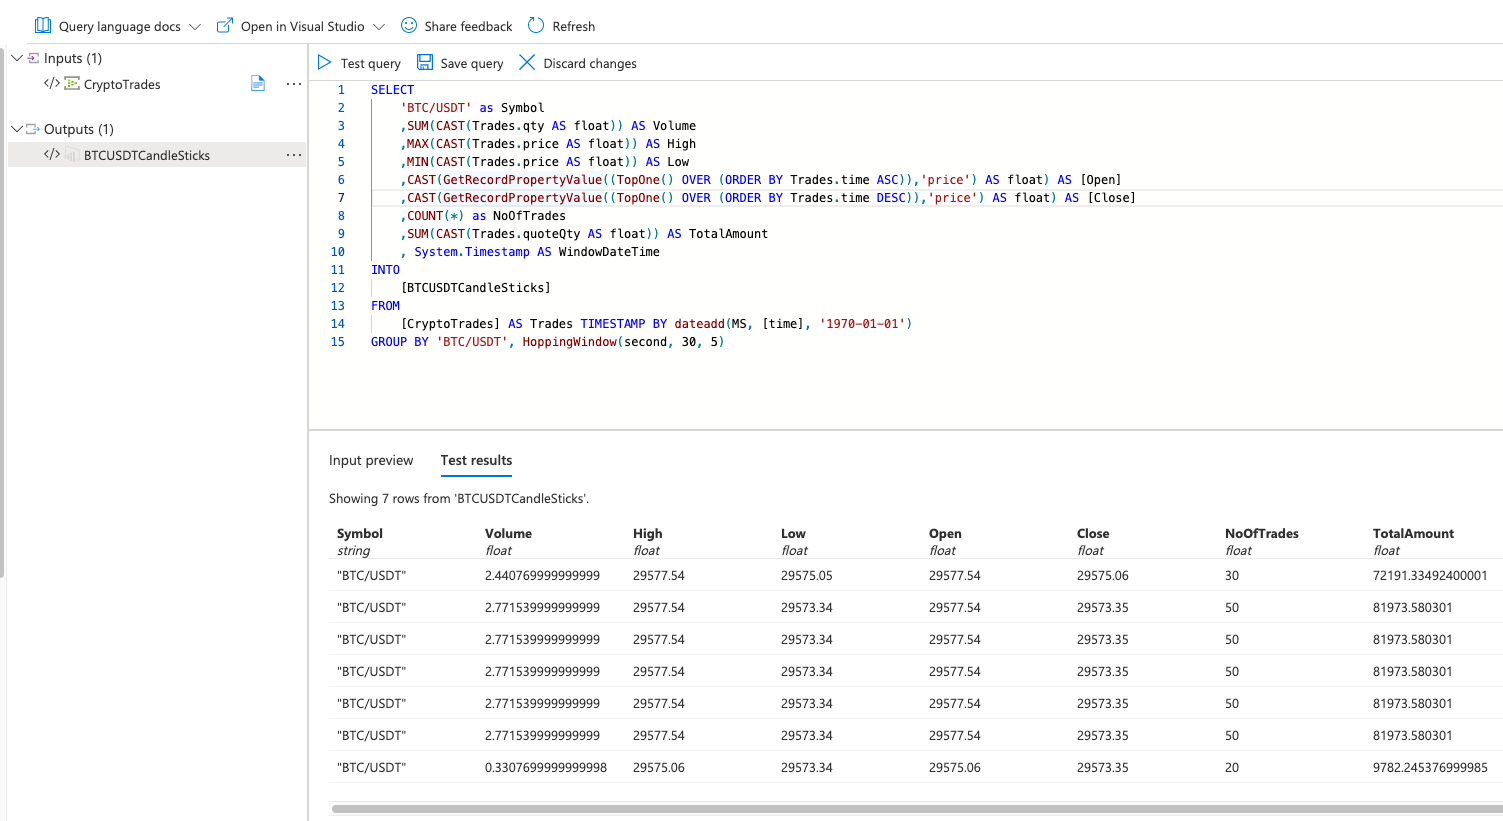 Query language docs Open in Visual Studio Share feedback Refresh
Inputs (1)
</> CryptoTrades ...
Outputs (1)
</> BTCUSDTCandleSticks ...
Test query Save query Discard changes
1 SELECT
2 'BTC/USDT' as Symbol
3 ,SUM(CAST(Trades.qty AS float)) AS Volume
4 ,MAX(CAST(Trades.price AS float)) AS High
5 ,MIN(CAST(Trades.price AS float)) AS Low
6 ,CAST(GetRecordPropertyValue((TopOne() OVER (ORDER BY Trades.time ASC)),'price') AS float) AS [Open]
7 ,CAST(GetRecordPropertyValue((TopOne() OVER (ORDER BY Trades.time DESC)),'price') AS float) AS [Close]
8 ,COUNT(*) as NoOfTrades
9 ,SUM(CAST(Trades.quoteQty AS float)) AS TotalAmount
10 , System.Timestamp AS WindowDateTime
11 INTO
12 [BTCUSDTCandleSticks]
13 FROM
14 [CryptoTrades] AS Trades TIMESTAMP BY dateadd(MS, [time], '1970-01-01')
15 GROUP BY 'BTC/USDT', HoppingWindow(second, 30, 5)
Input preview Test results
Showing 7 rows from 'BTCUSDTCandleSticks'.
Symbol Volume High Low Open Close NoOfTrades TotalAmount
string float float float float float float float
"BTC/USDT" 2.440769999999999 29577.54 29575.05 29577.54 29575.06 30 72191.33492400001
"BTC/USDT" 2.771539999999999 29577.54 29573.34 29577.54 29573.35 50 81973.580301
"BTC/USDT" 2.771539999999999 29577.54 29573.34 29577.54 29573.35 50 81973.580301
"BTC/USDT" 2.771539999999999 29577.54 29573.34 29577.54 29573.35 50 81973.580301
"BTC/USDT" 2.771539999999999 29577.54 29573.34 29577.54 29573.35 50 81973.580301
"BTC/USDT" 2.771539999999999 29577.54 29573.34 29577.54 29573.35 50 81973.580301
"BTC/USDT" 0.3307699999999998 29575.06 29573.34 29575.06 29573.35 20 9782.245376999985